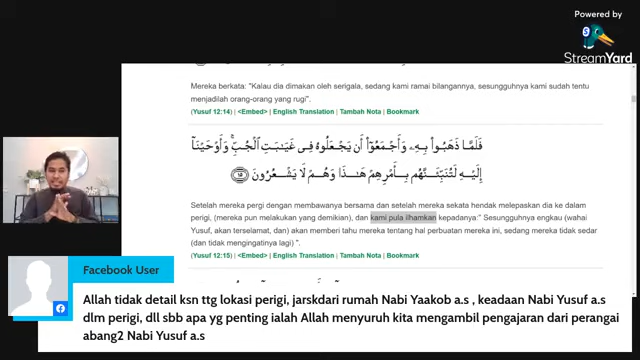 Powered by
StreamYard
Mereka berkata: "Kalau dia dimakan oleh serigala, sedang kami ramai bilangannya, sesungguhnya kami sudah tentu
menjadilah orang-orang yang rugi".
(Yusuf 12:14) | <Embed> | English Translation | Tambah Nota | Bookmark
فَلَمَّا ذَهَبُوا۟ بِهِۦ وَأَجْمَعُوٓا۟ أَن يَجْعَلُوهُ فِى غَيَـٰبَتِ ٱلْجُبِّ ۚ وَأَوْحَيْنَآ
إِلَيْهِ لَتُنَبِّئَنَّهُم بِأَمْرِهِمْ هَـٰذَا وَهُمْ لَا يَشْعُرُونَ ١٥
Setelah mereka pergi dengan membawanya bersama dan setelah mereka sekata hendak melepaskan dia ke dalam
perigi, (mereka pun melakukan yang demikian), dan kami pula ilhamkan kepadanya:" Sesungguhnya engkau (wahai
Yusuf, akan terselamat, dan) akan memberi tahu mereka tentang hal perbuatan mereka ini, sedang mereka tidak sedar
(dan tidak mengingatinya lagi) ".
(Yusuf 12:15) | <Embed> | English Translation | Tambah Nota | Bookmark
Facebook User
Allah tidak detail ksn ttg lokasi perigi, jarskdari rumah Nabi Yaakob a.s , keadaan Nabi Yusuf a.s
dlm perigi, dll sbb apa yg penting ialah Allah menyuruh kita mengambil pengajaran dari perangai
abang2 Nabi Yusuf a.s